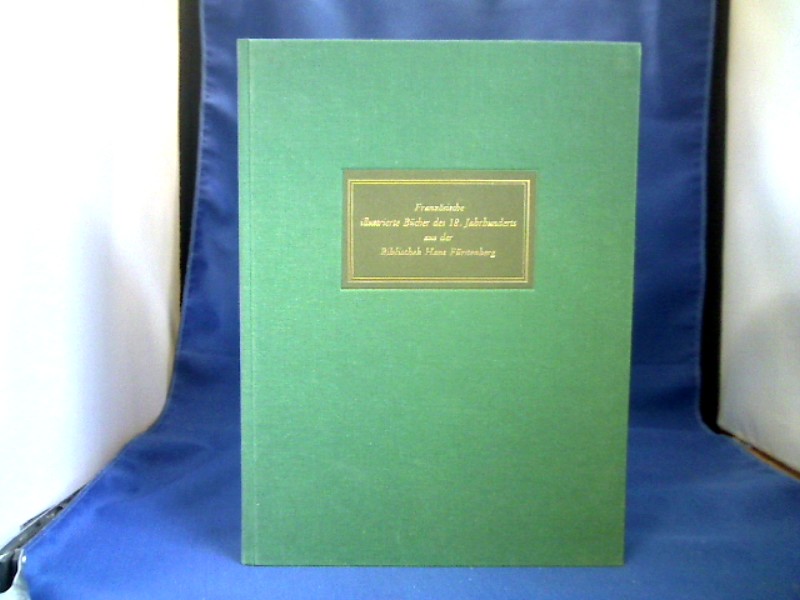 Französische
illustrierte Bücher des 18. Jahrhunderts
aus der
Bibliothek Hans Fürstenberg